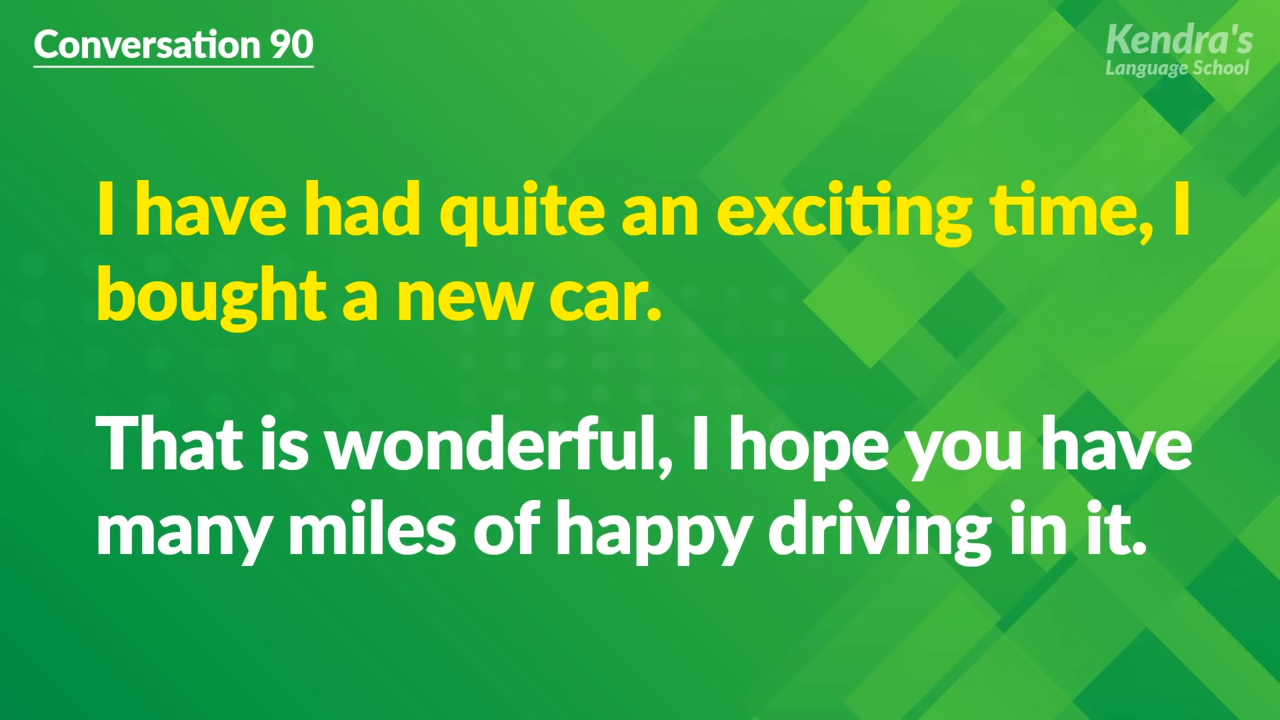 Conversation 90
Kendra's
Language School
I have had quite an exciting time, I
bought a new car.
That is wonderful, I hope you have
many miles of happy driving in it.